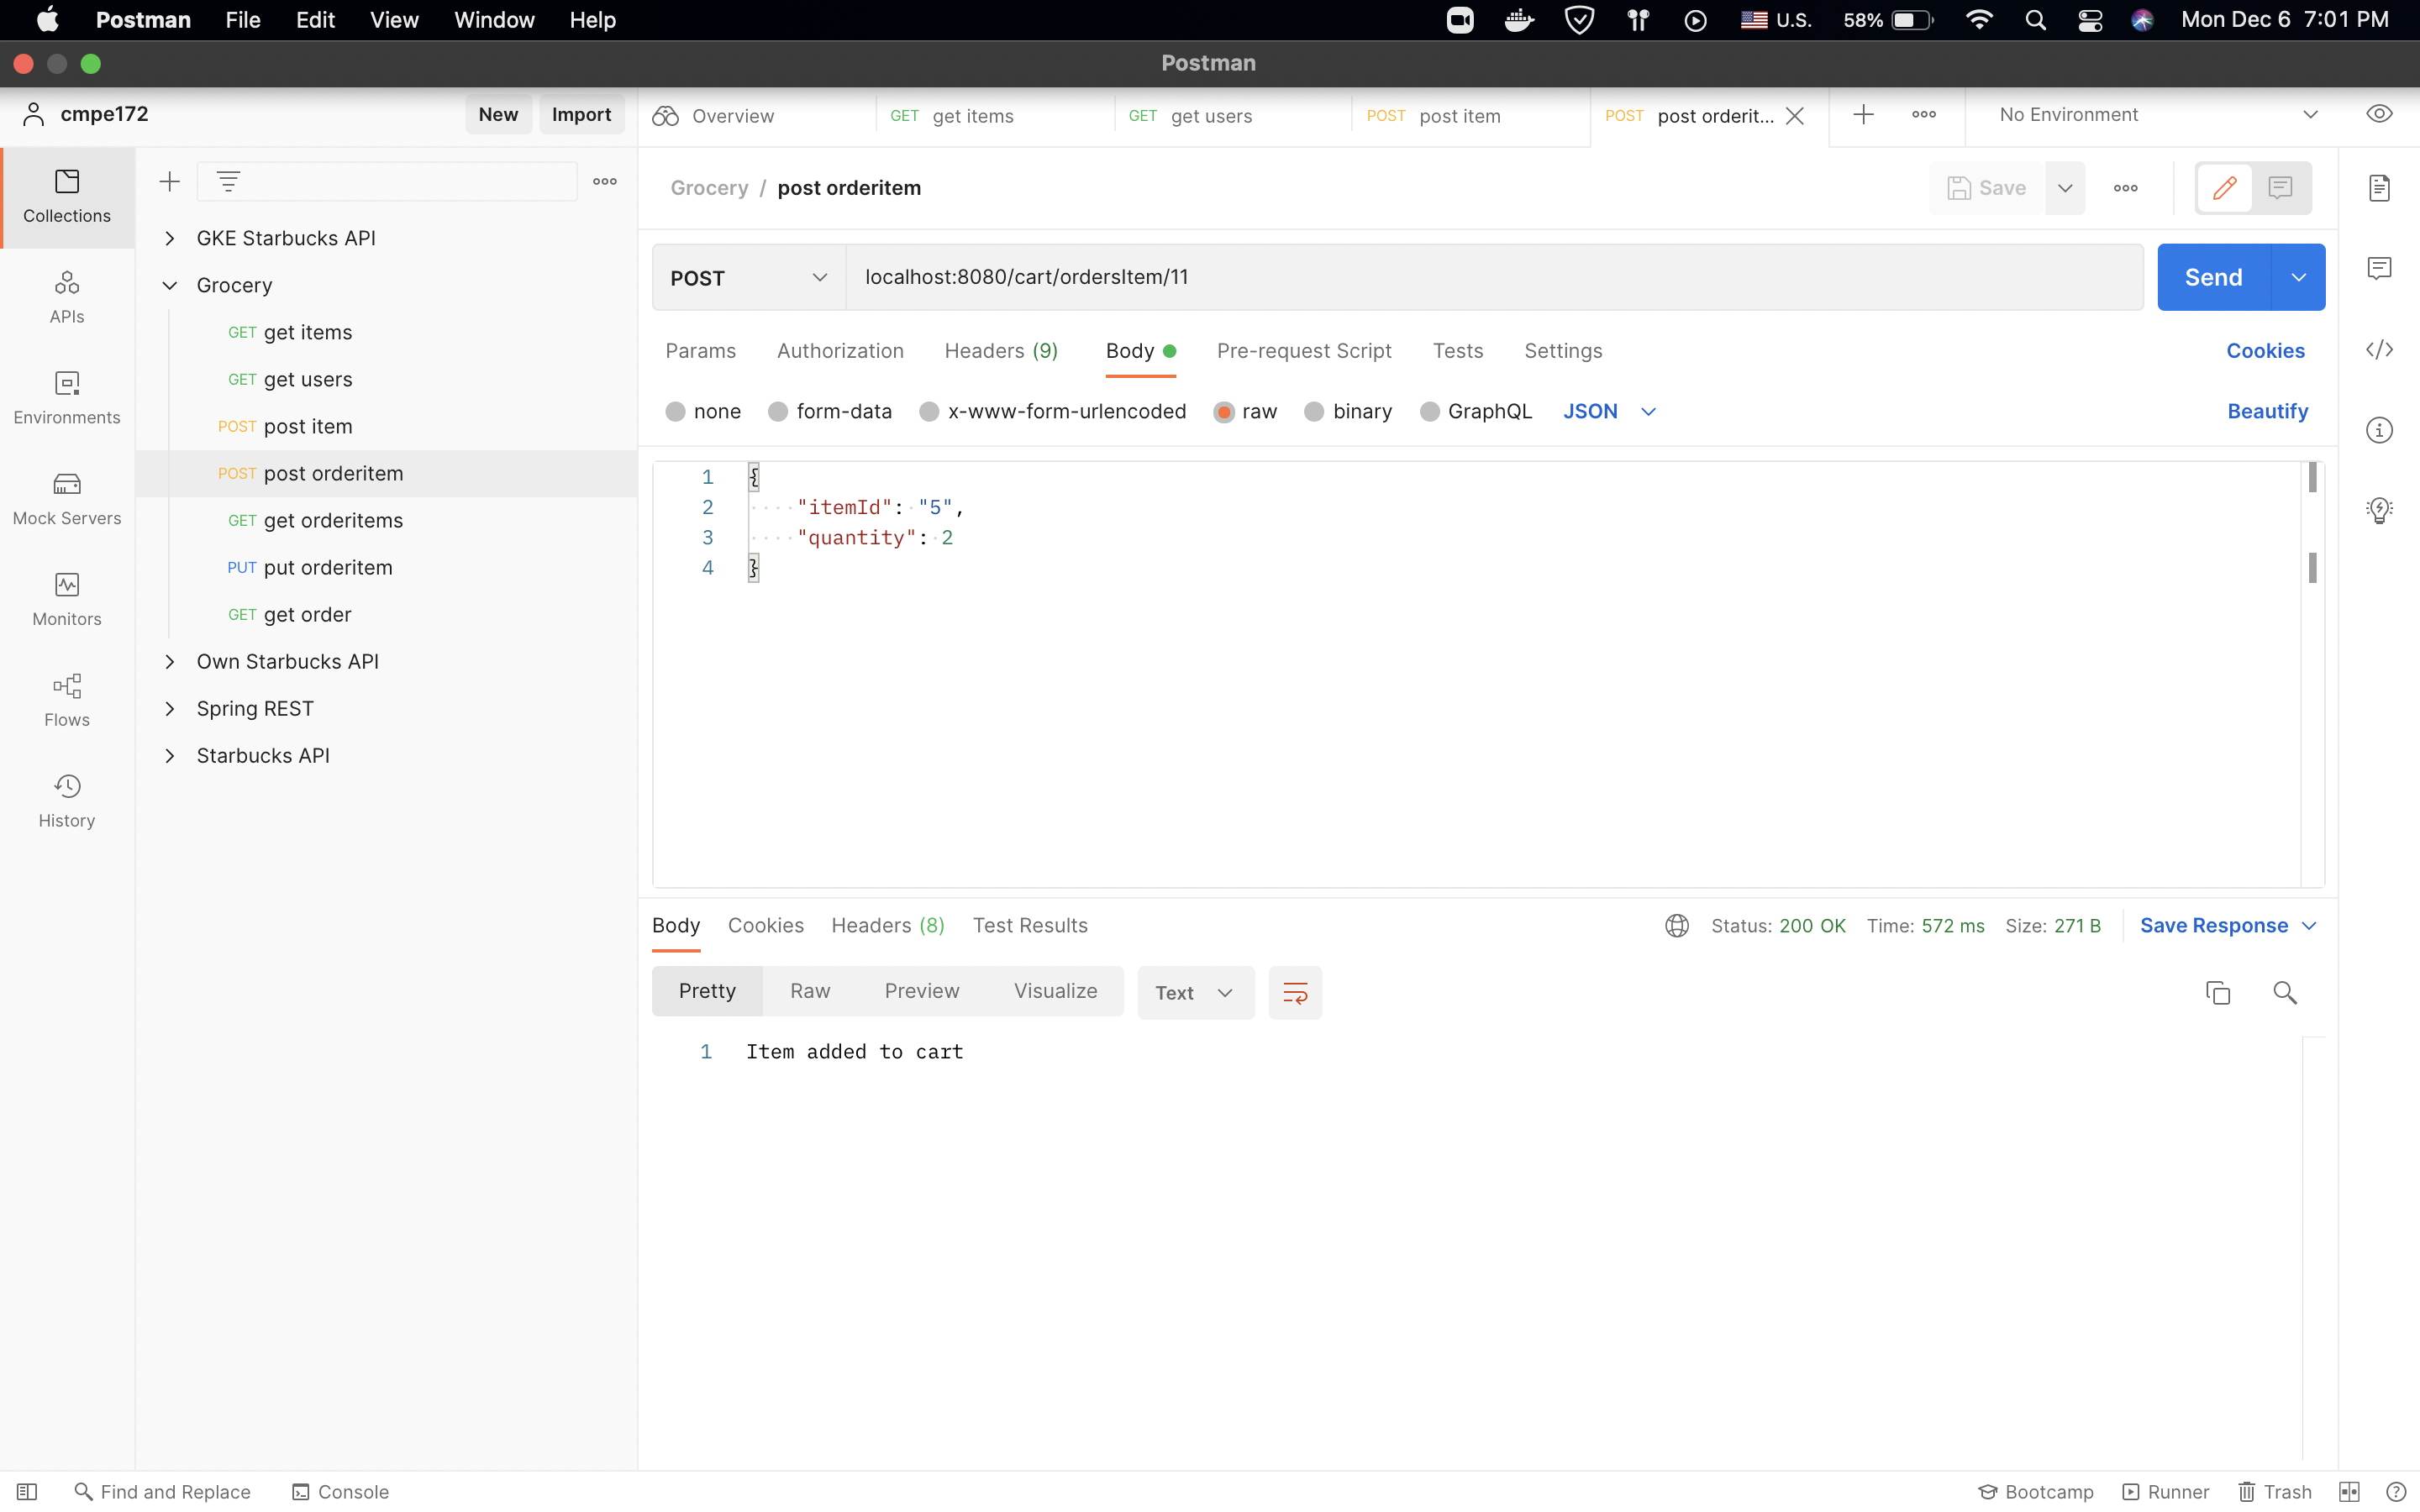 Postman File Edit View Window Help U.S. 58% Mon Dec 6 7:01 PM
Postman
cmpe172 New Import Overview GET get items GET get users POST post item POST post orderit... No Environment
Collections
APIs
Environments
Mock Servers
Monitors
Flows
History
GKE Starbucks API
Grocery
GET get items
GET get users
POST post item
POST post orderitem
GET get orderitems
PUT put orderitem
GET get order
Own Starbucks API
Spring REST
Starbucks API
Grocery / post orderitem Save
POST localhost:8080/cart/ordersItem/11 Send
Params Authorization Headers (9) Body Pre-request Script Tests Settings Cookies
none form-data x-www-form-urlencoded raw binary GraphQL JSON Beautify
1 {
2 "itemId": "5",
3 "quantity": 2
4 }
Body Cookies Headers (8) Test Results Status: 200 OK Time: 572 ms Size: 271 B Save Response
Pretty Raw Preview Visualize Text
1 Item added to cart
Find and Replace Console Bootcamp Runner Trash